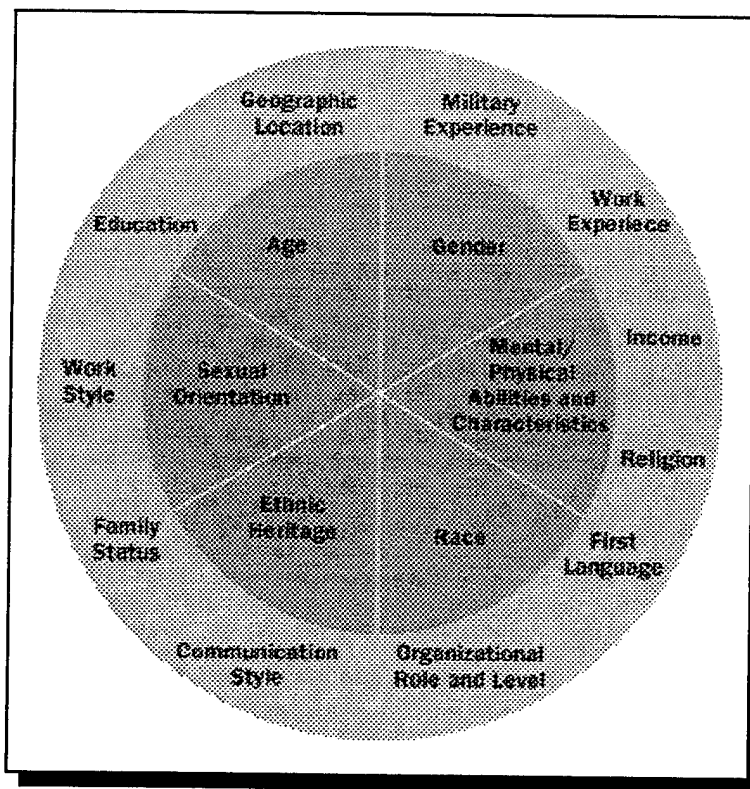 Geographic
Location
Military
Experience
Work
Experiece
Education
Age
Gender
Income
Work
Style
Sexual
Orientation
Mental/
Physical
Abilities and
Characteristics
Religion
Family
Status
Ethnic
Heritage
Race
First
Language
Communication
Style
Organizational
Role and Level